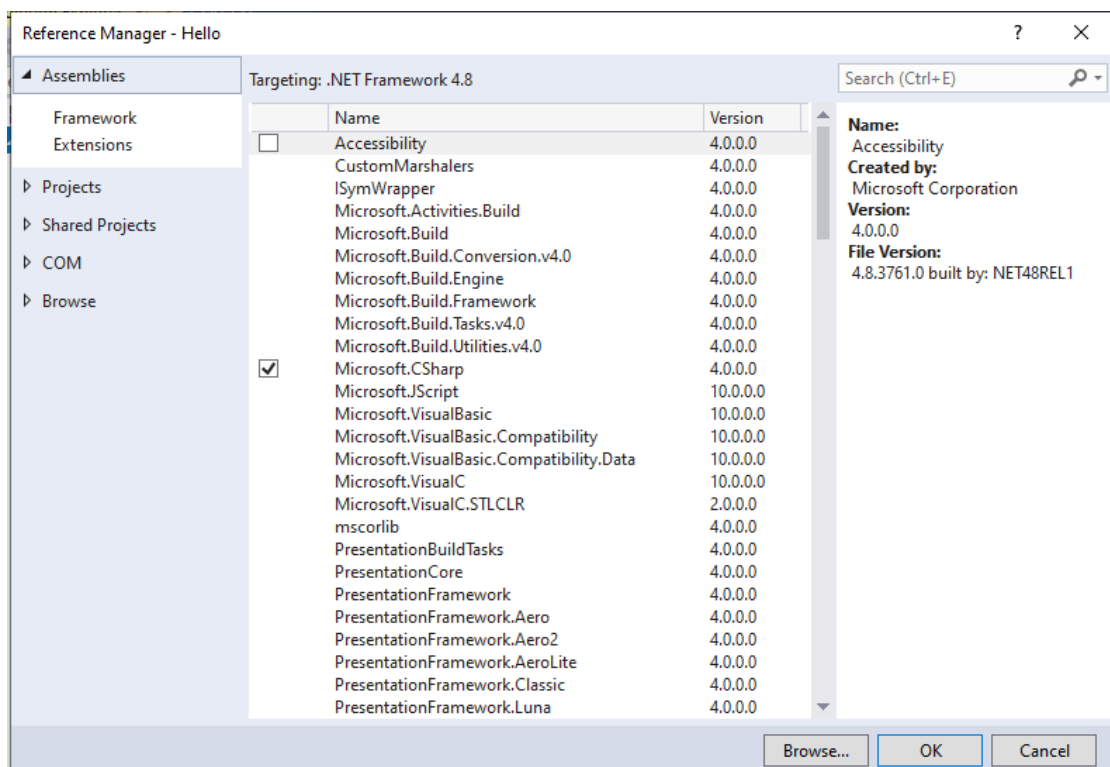 Reference Manager - Hello
?
Assemblies
Framework
Extensions
Projects
Shared Projects
COM
Browse
Targeting: .NET Framework 4.8
Search (Ctrl+E)
Name Version
Accessibility 4.0.0.0
CustomMarshalers 4.0.0.0
ISymWrapper 4.0.0.0
Microsoft.Activities.Build 4.0.0.0
Microsoft.Build 4.0.0.0
Microsoft.Build.Conversion.v4.0 4.0.0.0
Microsoft.Build.Engine 4.0.0.0
Microsoft.Build.Framework 4.0.0.0
Microsoft.Build.Tasks.v4.0 4.0.0.0
Microsoft.Build.Utilities.v4.0 4.0.0.0
Microsoft.CSharp 4.0.0.0
Microsoft.JScript 10.0.0.0
Microsoft.VisualBasic 10.0.0.0
Microsoft.VisualBasic.Compatibility 10.0.0.0
Microsoft.VisualBasic.Compatibility.Data 10.0.0.0
Microsoft.VisualC 10.0.0.0
Microsoft.VisualC.STLCLR 2.0.0.0
mscorlib 4.0.0.0
PresentationBuildTasks 4.0.0.0
PresentationCore 4.0.0.0
PresentationFramework 4.0.0.0
PresentationFramework.Aero 4.0.0.0
PresentationFramework.Aero2 4.0.0.0
PresentationFramework.AeroLite 4.0.0.0
PresentationFramework.Classic 4.0.0.0
PresentationFramework.Luna 4.0.0.0
Name:
Accessibility
Created by:
Microsoft Corporation
Version:
4.0.0.0
File Version:
4.8.3761.0 built by: NET48REL1
Browse... OK Cancel